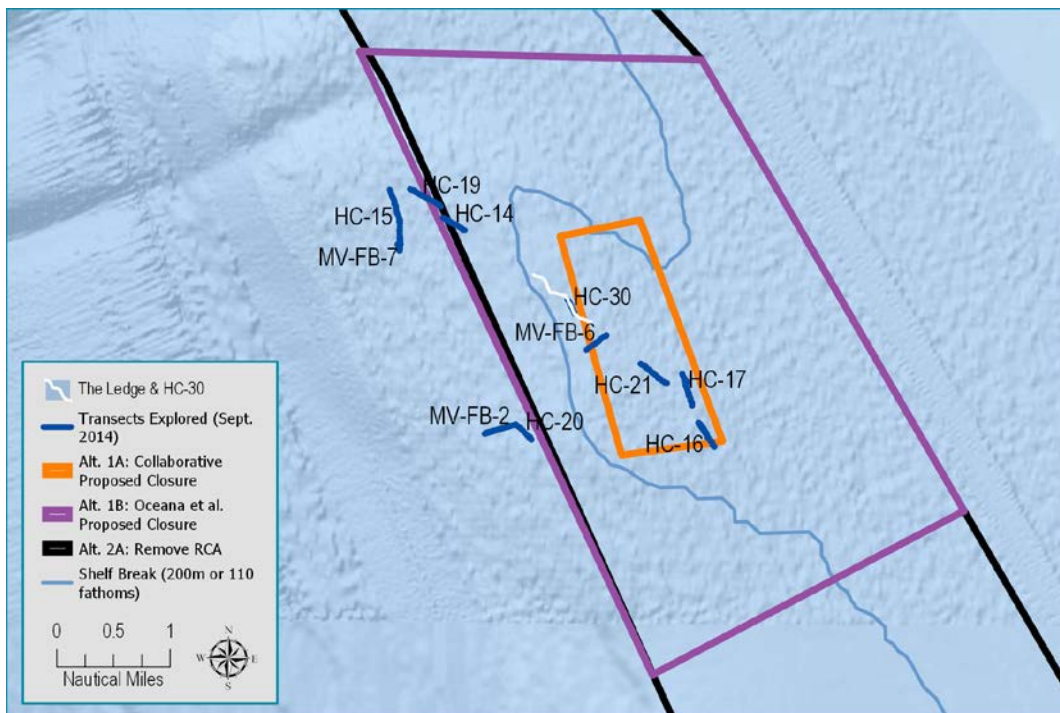 HC-19
HC-15
HC-14
MV-FB-7
HC-30
MV-FB-6
HC-21
HC-17
MV-FB-2
HC-20
HC-16
The Ledge & HC-30
Transects Explored (Sept.
2014)
Alt. 1A: Collaborative
Proposed Closure
Alt. 1B: Oceana et al.
Proposed Closure
Alt. 2A: Remove RCA
Shelf Break (200m or 110
fathoms)
0 0.5 1
Nautical Miles
N
W E
S